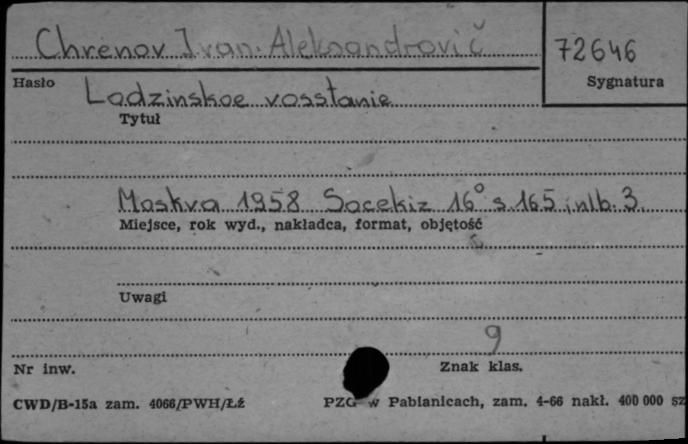 Chrenov Ivan Aleksandrovič
72646
Hasło
Sygnatura
Lodzinskoe vosstanie
Tytuł
Moskva 1958 Socekiz 16° s. 165, nlb. 3.
Miejsce, rok wyd., nakładca, format, objętość
Uwagi
9
Nr inw.
Znak klas.
CWD/B-15a zam. 4066/PWH/Łź
PZG w Pabianicach, zam. 4-66 nakł. 400 000 sz